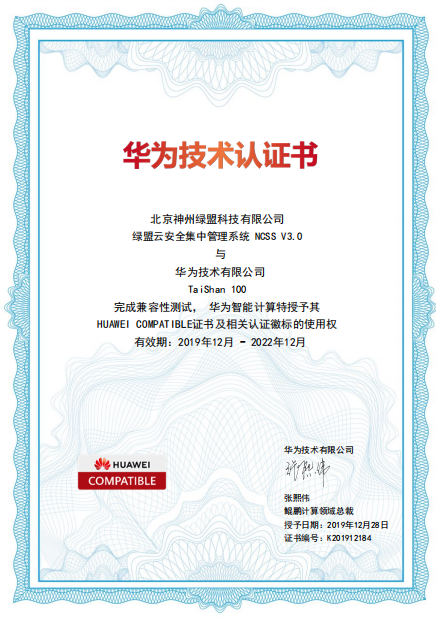 华为技术认证书
北京神州绿盟科技有限公司
绿盟云安全集中管理系统 NCSS V3.0
与
华为技术有限公司
TaiShan 100
完成兼容性测试， 华为智能计算特授予其
HUAWEI COMPATIBLE证书及相关认证徽标的使用权
有效期：2019年12月 - 2022年12月
华为技术有限公司
张熙伟
HUAWEI
COMPATIBLE
张熙伟
鲲鹏计算领域总裁
授予日期：2019年12月28日
证书编号：K201912184